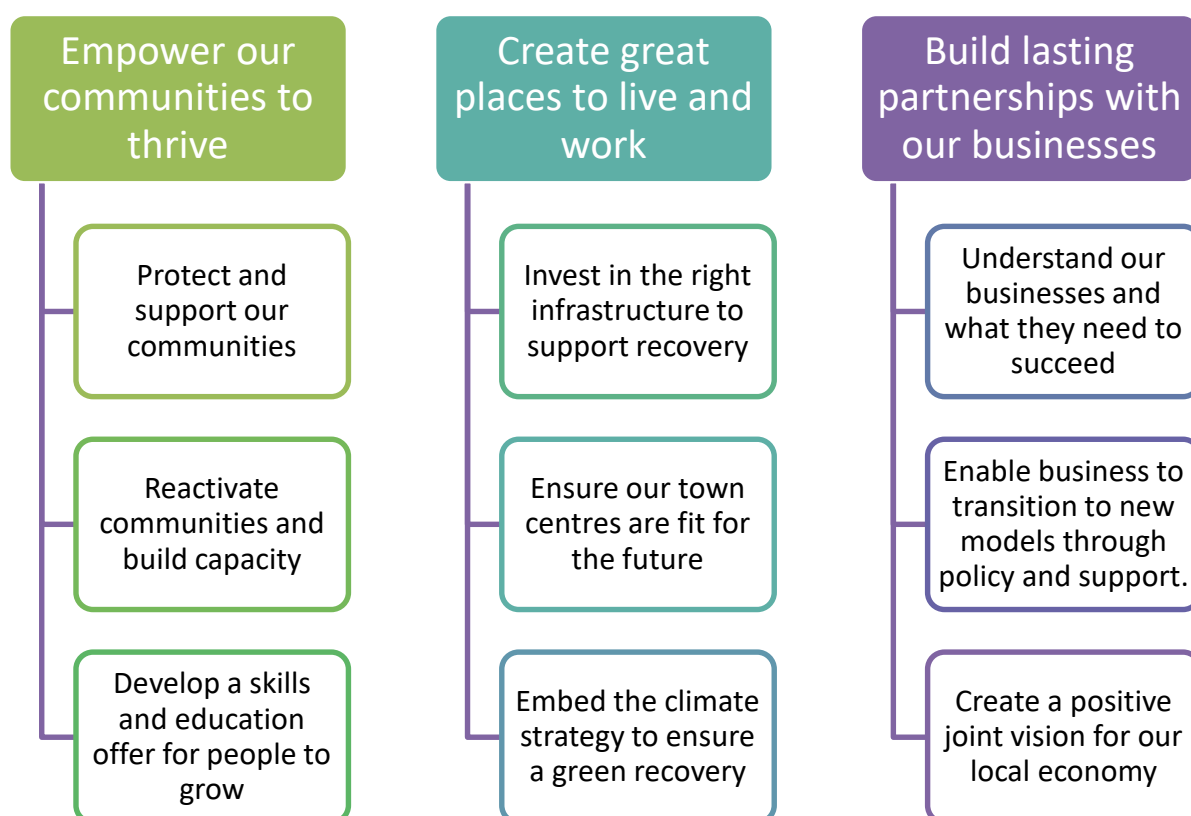 Empower our
communities to
thrive
Protect and
support our
communities
Reactivate
communities and
build capacity
Develop a skills
and education
offer for people to
grow
Create great
places to live and
work
Invest in the right
infrastructure to
support recovery
Ensure our town
centres are fit for
the future
Embed the climate
strategy to ensure
a green recovery
Build lasting
partnerships with
our businesses
Understand our
businesses and
what they need to
succeed
Enable business to
transition to new
models through
policy and support.
Create a positive
joint vision for our
local economy